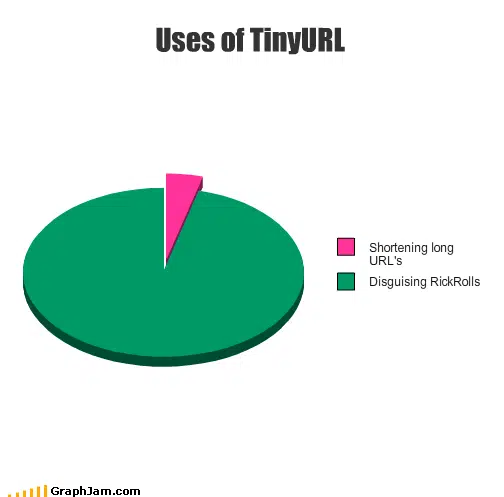 Uses of TinyURL
Shortening long
URL's
Disguising RickRolls
GraphJam.com